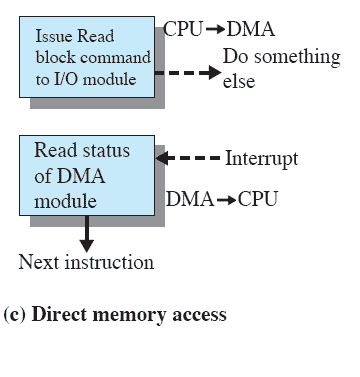 Issue Read
block command
to I/O module
CPU→DMA
Do something
else
Read status
of DMA
module
Interrupt
DMA→CPU
Next instruction
(c) Direct memory access